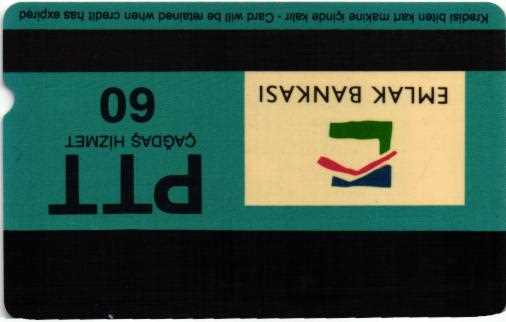 PTT
ÇAĞDAŞ HİZMET
60
EMLAK BANKASI
Kredisi biten kart makine içinde kalır - Card will be retained when credit has expired